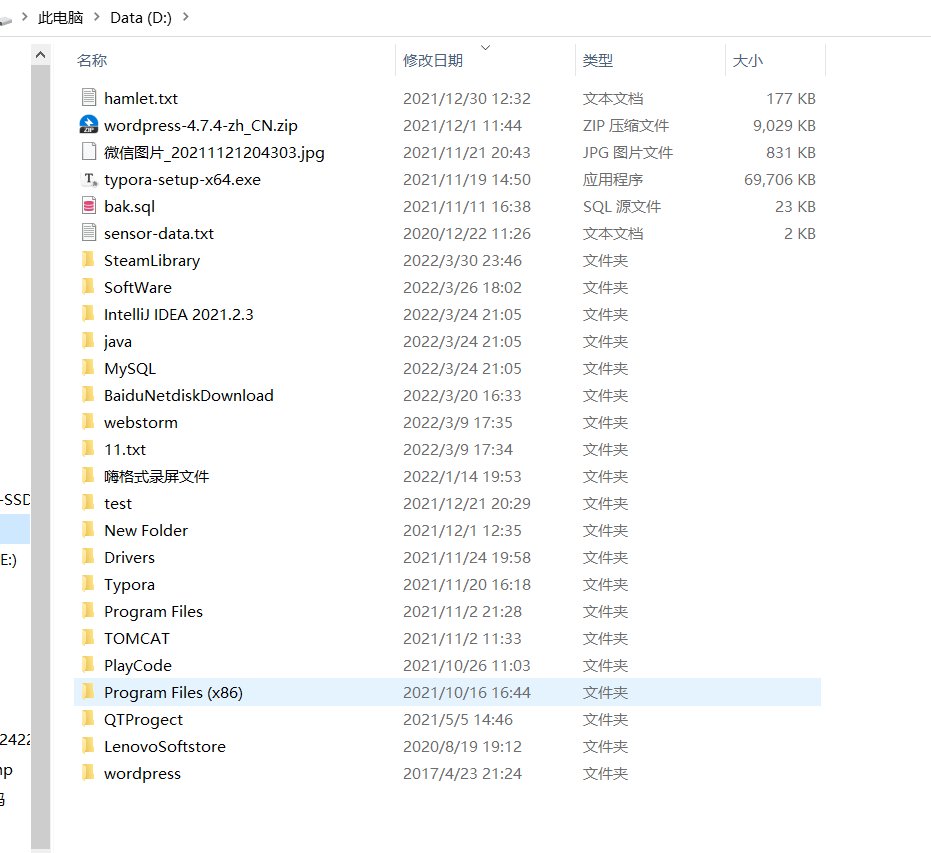 此电脑 > Data (D:) >
名称 修改日期 类型 大小
hamlet.txt 2021/12/30 12:32 文本文档 177 KB
wordpress-4.7.4-zh_CN.zip 2021/12/1 11:44 ZIP 压缩文件 9,029 KB
微信图片_20211121204303.jpg 2021/11/21 20:43 JPG 图片文件 831 KB
typora-setup-x64.exe 2021/11/19 14:50 应用程序 69,706 KB
bak.sql 2021/11/11 16:38 SQL 源文件 23 KB
sensor-data.txt 2020/12/22 11:26 文本文档 2 KB
SteamLibrary 2022/3/30 23:46 文件夹
SoftWare 2022/3/26 18:02 文件夹
IntelliJ IDEA 2021.2.3 2022/3/24 21:05 文件夹
java 2022/3/24 21:05 文件夹
MySQL 2022/3/24 21:05 文件夹
BaiduNetdiskDownload 2022/3/20 16:33 文件夹
webstorm 2022/3/9 17:35 文件夹
11.txt 2022/3/9 17:34 文件夹
嗨格式录屏文件 2022/1/14 19:53 文件夹
-SSD test 2021/12/21 20:29 文件夹
New Folder 2021/12/1 12:35 文件夹
E:) Drivers 2021/11/24 19:58 文件夹
Typora 2021/11/20 16:18 文件夹
Program Files 2021/11/2 21:28 文件夹
TOMCAT 2021/11/2 11:33 文件夹
PlayCode 2021/10/26 11:03 文件夹
Program Files (x86) 2021/10/16 16:44 文件夹
QTProgect 2021/5/5 14:46 文件夹
2422 LenovoSoftstore 2020/8/19 19:12 文件夹
wordpress 2017/4/23 21:24 文件夹